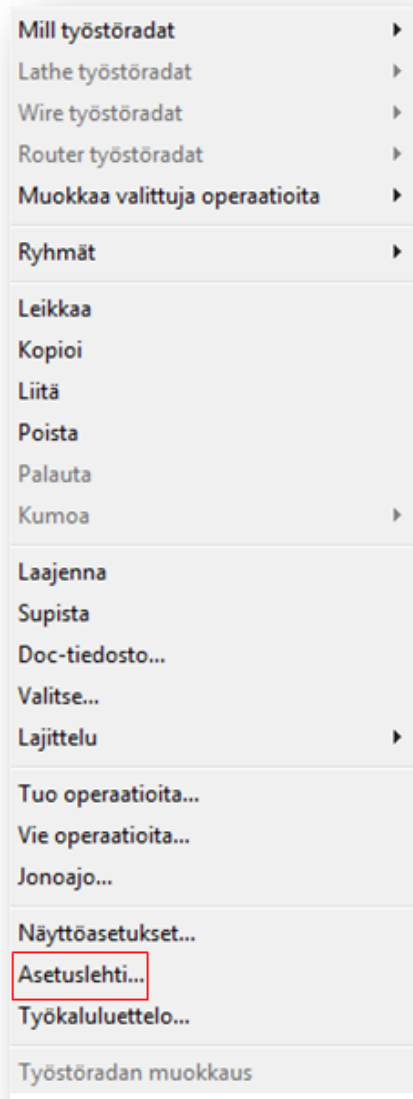 Mill työstöradat
Lathe työstöradat
Wire työstöradat
Router työstöradat
Muokkaa valittuja operaatioita
Ryhmät
Leikkaa
Kopioi
Liitä
Poista
Palauta
Kumoa
Laajenna
Supista
Doc-tiedosto...
Valitse...
Lajittelu
Tuo operaatioita...
Vie operaatioita...
Jonoajo...
Näyttöasetukset...
Asetuslehti...
Työkaluluettelo...
Työstöradan muokkaus